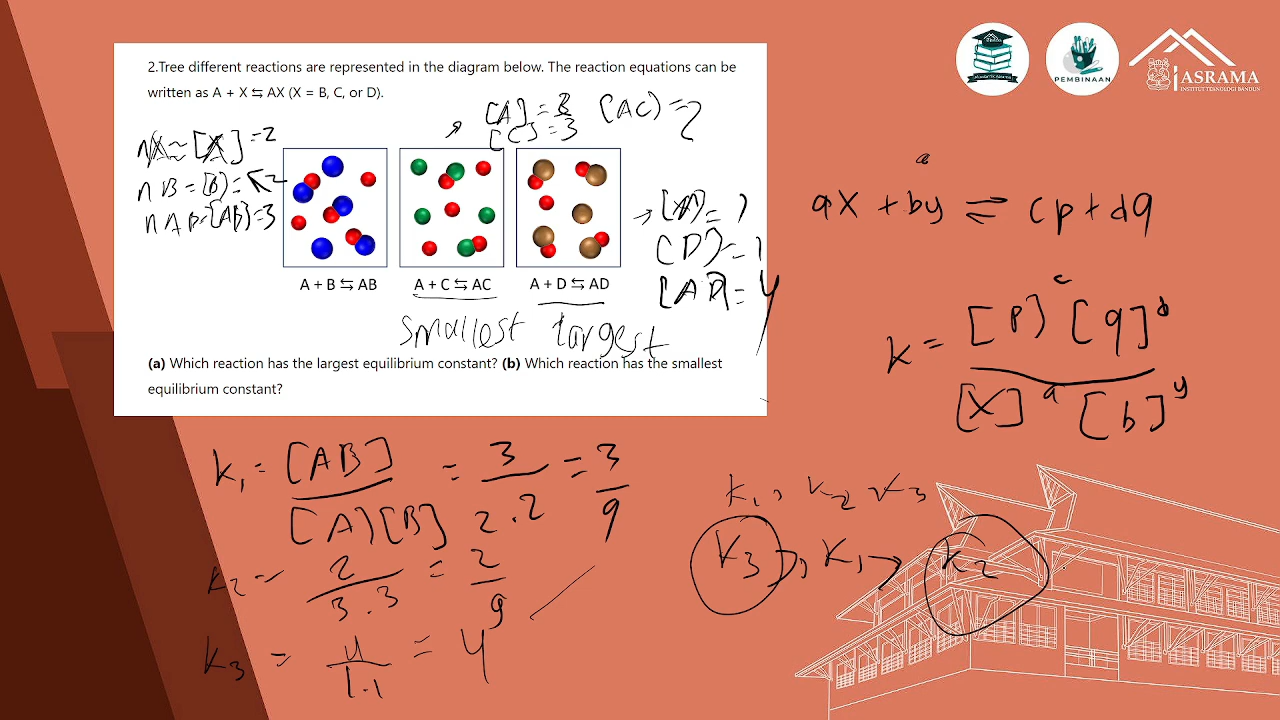 2.Tree different reactions are represented in the diagram below. The reaction equations can be
written as A + X ⇆ AX (X = B, C, or D).
[A] = 3
[C] = 3
[AC] = 2
[X] = 2
n B = [B] =
n AB ~ [AB] = 3
[D] = 1
[AD] = 4
A + B ⇆ AB
A + C ⇆ AC
A + D ⇆ AD
smallest
largest
(a) Which reaction has the largest equilibrium constant? (b) Which reaction has the smallest
equilibrium constant?
PEMBINAAN
ASRAMA
INSTITUT TEKNOLOGI BANDUNG
aX + by ⇌ cp + dq
k = [p]^c [q]^d / [X]^a [b]^y
k1 = [AB] / [A][B] = 3 / 2.2 = 3 / 9
k2 = 2 / 3.3 = 2 / 9
k3 = 4 / 1.1 = 4
k1, k2, k3
k3 > k1 > k2